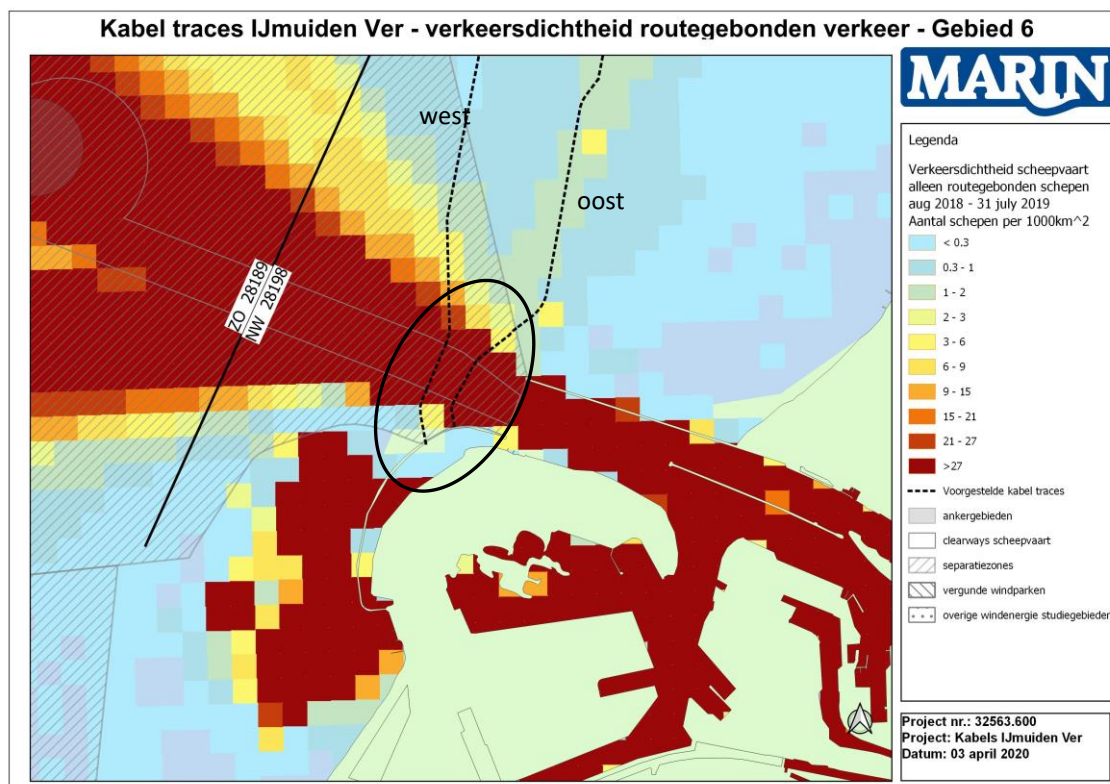 Kabel traces IJmuiden Ver - verkeersdichtheid routegebonden verkeer - Gebied 6
west
oost
ZO 28189
NW 28198
MARIN
Legenda
Verkeersdichtheid scheepvaart
alleen routegebonden schepen
aug 2018 - 31 july 2019
Aantal schepen per 1000km^2
< 0.3
0.3 - 1
1 - 2
2 - 3
3 - 6
6 - 9
9 - 15
15 - 21
21 - 27
>27
Voorgestelde kabel traces
ankergebieden
clearways scheepvaart
separatiezones
vergunde windparken
overige windenergie studiegebieden
Project nr.: 32563.600
Project: Kabels IJmuiden Ver
Datum: 03 april 2020